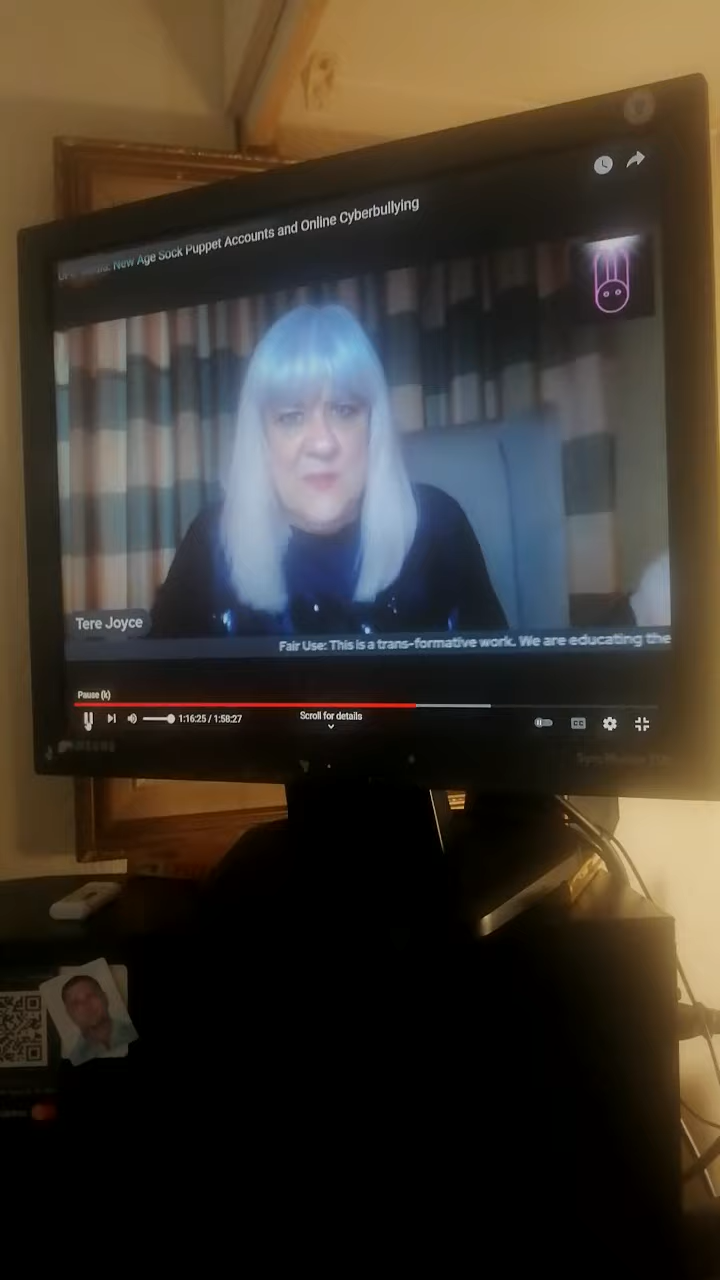 New Age Sock Puppet Accounts and Online Cyberbullying
Tere Joyce
Fair Use: This is a trans-formative work. We are educating the
Pause (k)
1:16:25 / 1:58:27
Scroll for details
CC